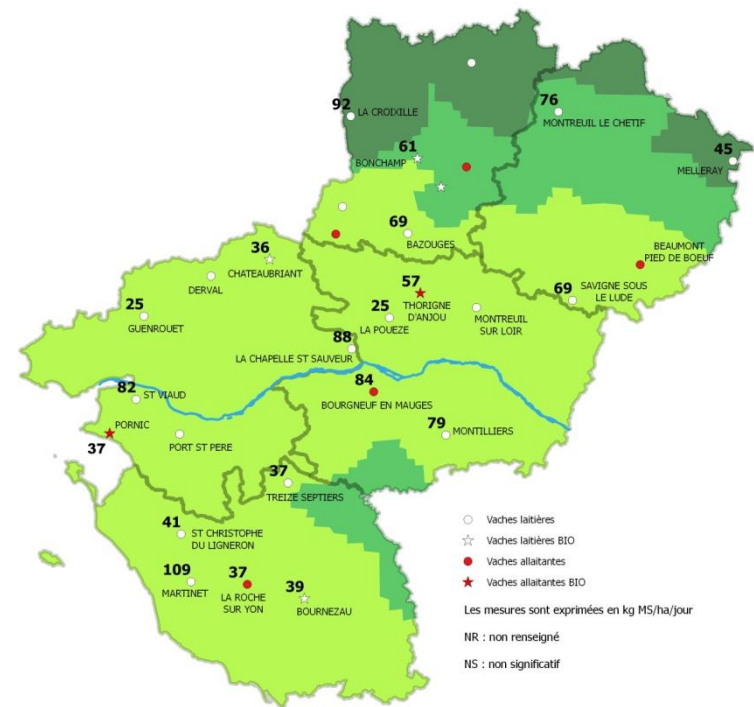 92
LA CROIXILLE
76
MONTREUIL LE CHETIF
61
BONCHAMP
45
MELLERAY
69
BAZOUGES
36
CHATEAUBRIANT
DERVAL
25
GUENROUET
57
THORIGNE
D'ANJOU
25
LA POUEZE
MONTREUIL
SUR LOIR
BEAUMONT
PIED DE BOEUF
69
SAVIGNE SOUS
LE LUDE
88
LA CHAPELLE ST SAUVEUR
82
ST VIAUD
84
BOURGNEUF EN MAUGES
PORNIC
37
PORT ST PERE
79
MONTILLIERS
37
TREIZE SEPTIERS
41
ST CHRISTOPHE
DU LIGNERON
109
MARTINET
37
LA ROCHE
SUR YON
39
BOURNEZAU
Vaches laitières
Vaches laitières BIO
Vaches allaitantes
Vaches allaitantes BIO
Les mesures sont exprimées en kg MS/ha/jour
NR : non renseigné
NS : non significatif